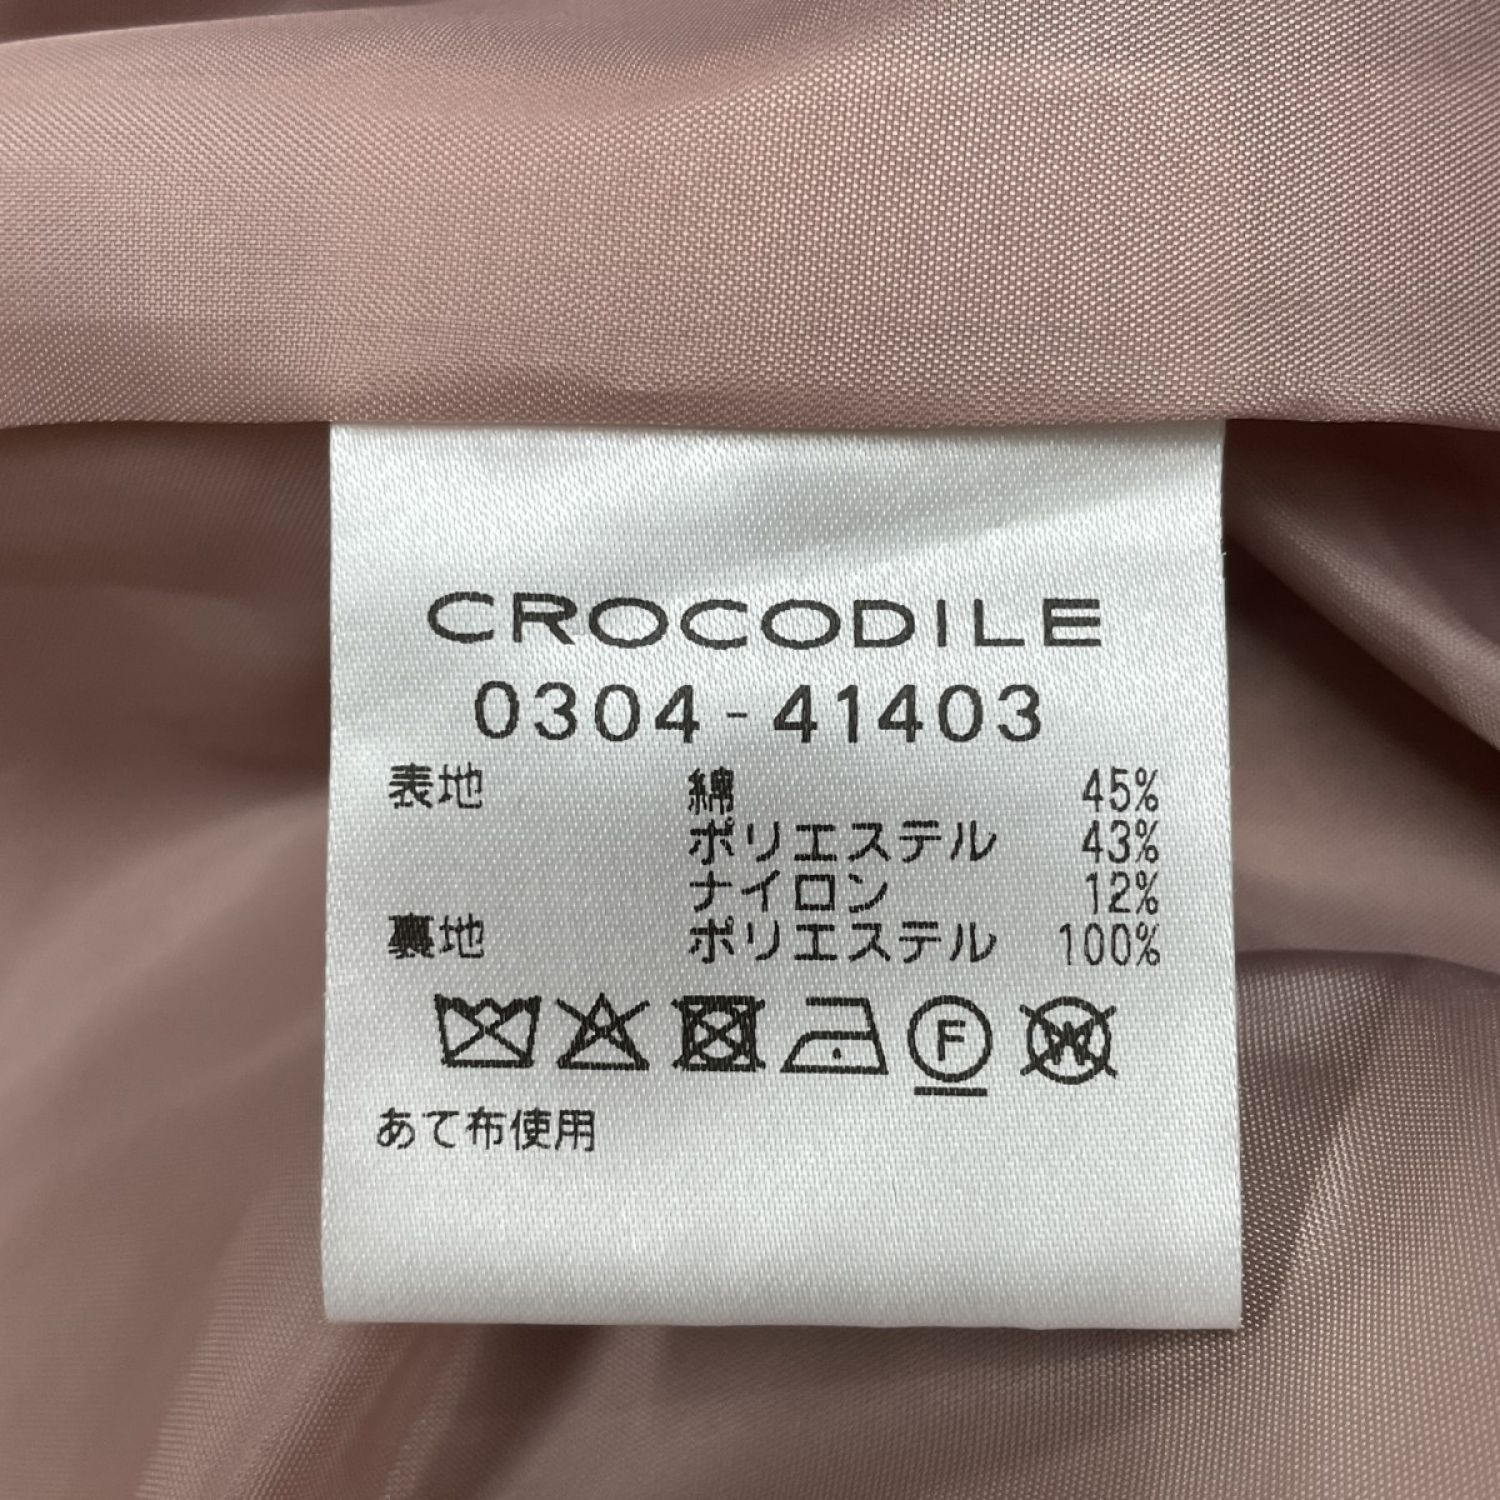 CROCODILE
0304-41403
表地 綿 45%
ポリエステル 43%
ナイロン 12%
裏地 ポリエステル 100%
F W
あて布使用